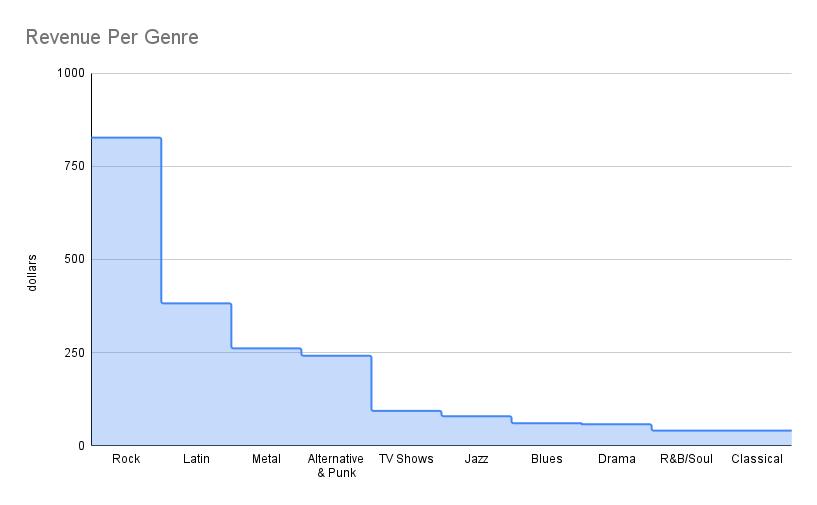 Revenue Per Genre
1000
750
500
250
0
dollars
Rock
Latin
Metal
Alternative
& Punk
TV Shows
Jazz
Blues
Drama
R&B/Soul
Classical